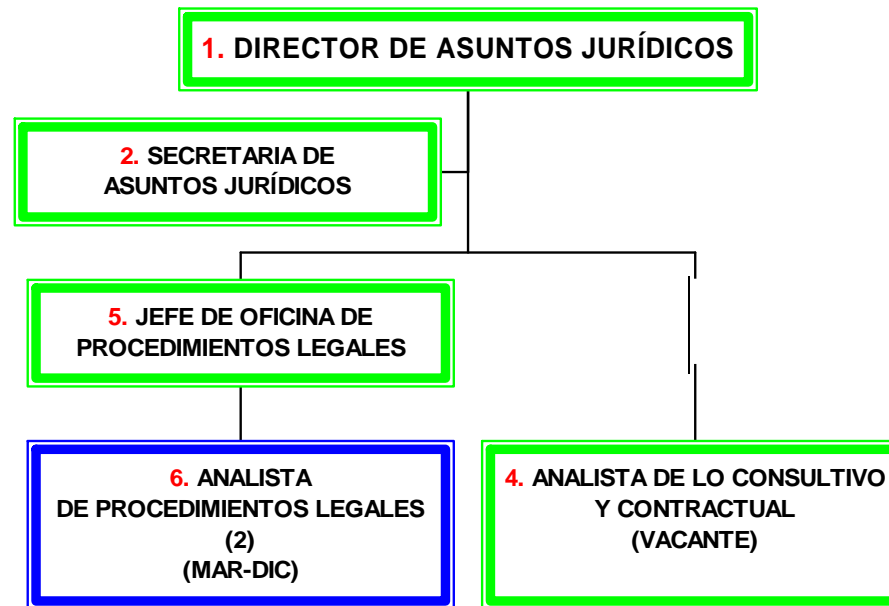 1. DIRECTOR DE ASUNTOS JURÍDICOS
2. SECRETARIA DE
ASUNTOS JURÍDICOS
5. JEFE DE OFICINA DE
PROCEDIMIENTOS LEGALES
6. ANALISTA
DE PROCEDIMIENTOS LEGALES
(2)
(MAR-DIC)
4. ANALISTA DE LO CONSULTIVO
Y CONTRACTUAL
(VACANTE)